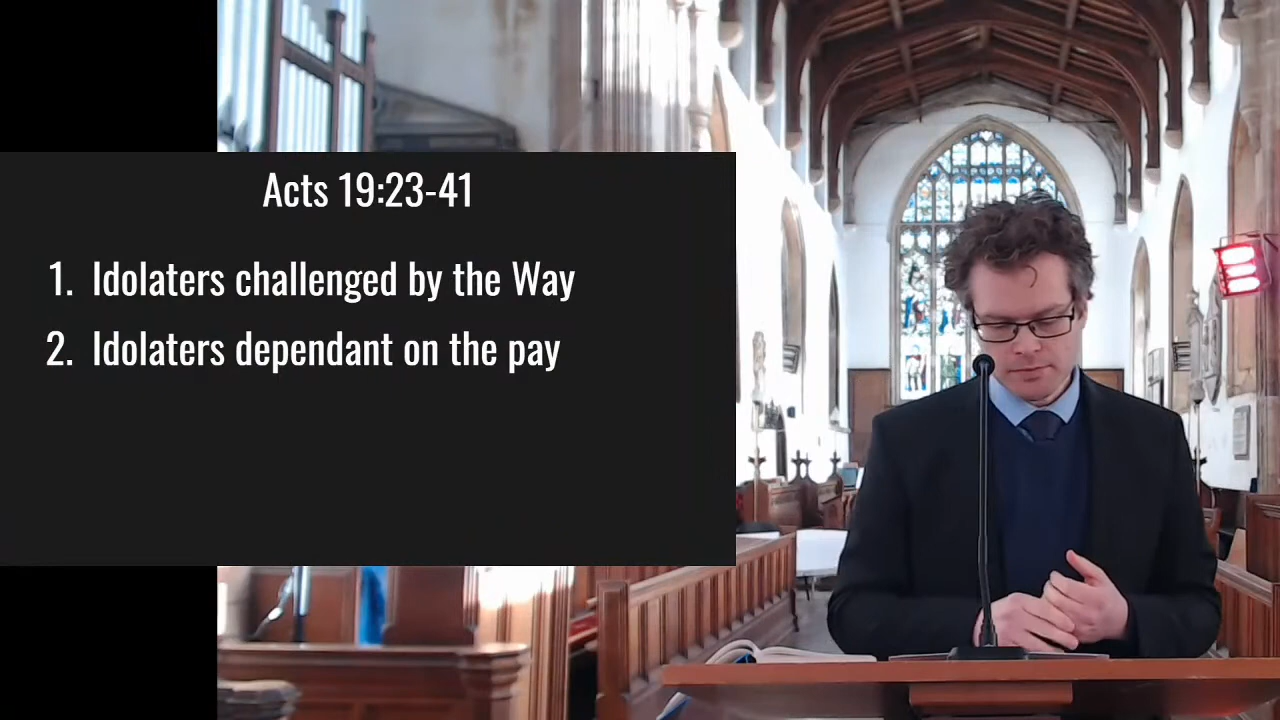 Acts 19:23-41
1. Idolaters challenged by the Way
2. Idolaters dependant on the pay